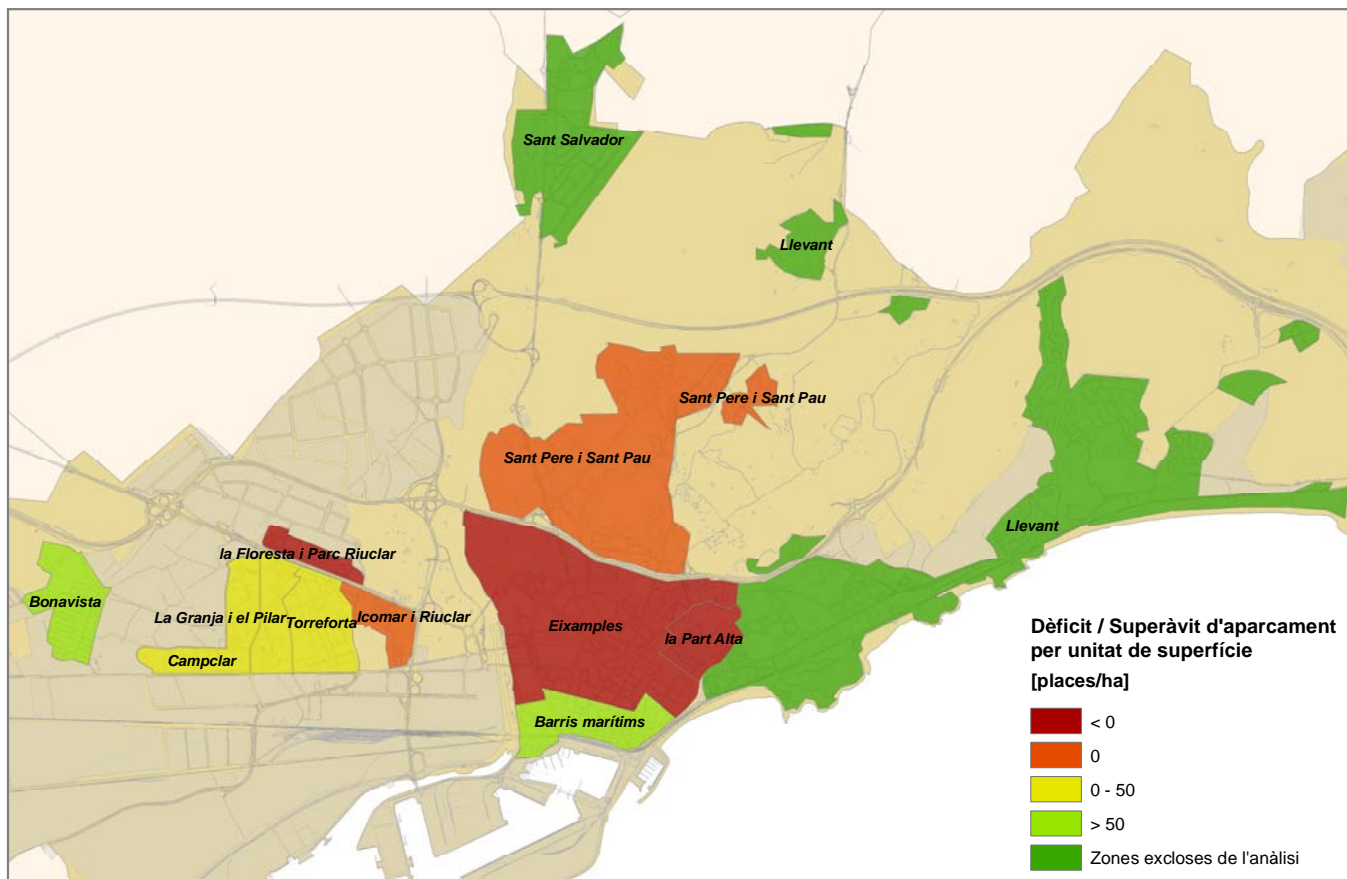 Sant Salvador
Llevant
Sant Pere i Sant Pau
Sant Pere i Sant Pau
Llevant
la Floresta i Parc Riuclar
Bonavista
La Granja i el Pilar
Torreforta
Icomar i Riuclar
Eixamples
la Part Alta
Campclar
Barris marítims
Dèficit / Superàvit d'aparcament
per unitat de superfície
[places/ha]
< 0
0
0 - 50
> 50
Zones excloses de l'anàlisi